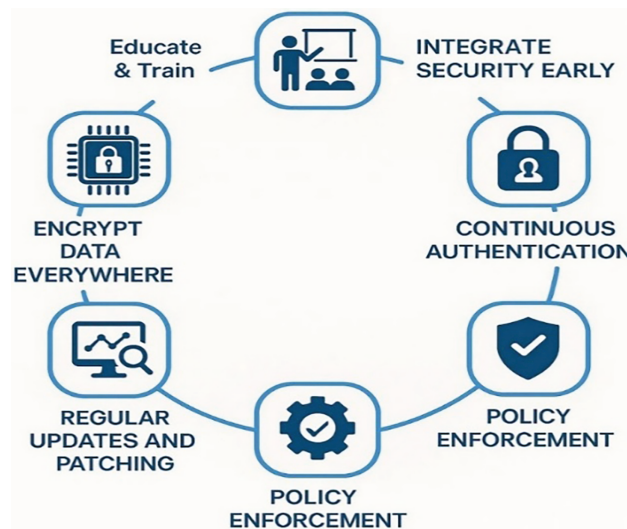 Educate
& Train
INTEGRATE
SECURITY EARLY
CONTINUOUS
AUTHENTICATION
POLICY
ENFORCEMENT
POLICY
ENFORCEMENT
REGULAR
UPDATES AND
PATCHING
ENCRYPT
DATA
EVERYWHERE